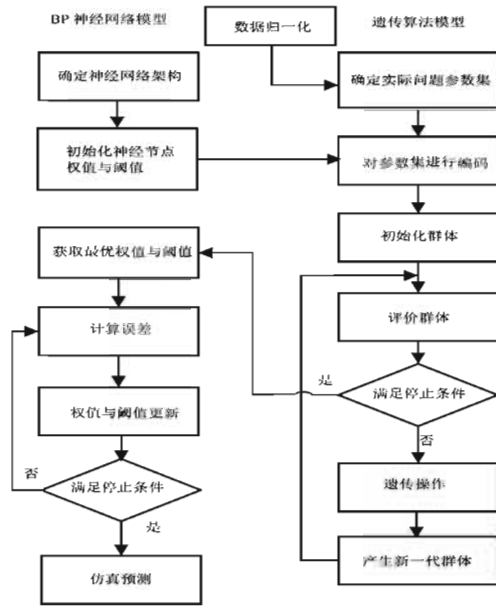 BP 神经网络模型
数据归一化
遗传算法模型
确定神经网络架构
确定实际问题参数集
初始化神经节点
权值与阈值
对参数集进行编码
初始化群体
获取最优权值与阈值
计算误差
评价群体
是
满足停止条件
权值与阈值更新
否
否
满足停止条件
遗传操作
是
仿真预测
产生新一代群体